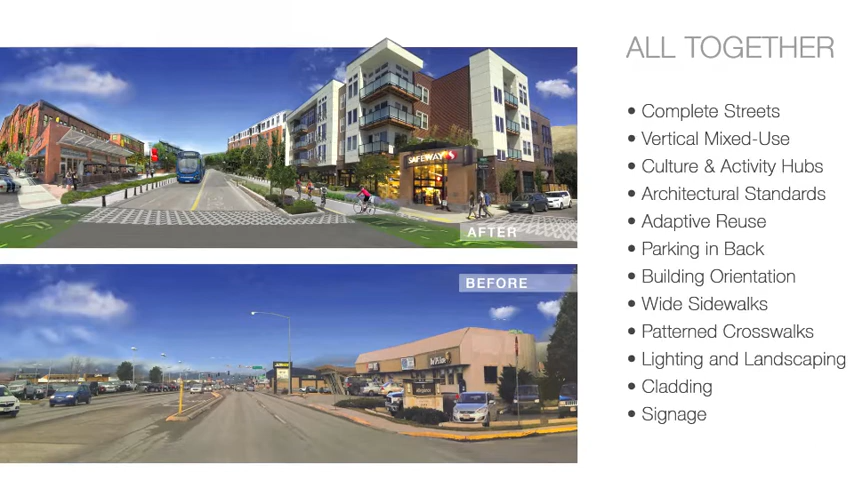 ALL TOGETHER
SAFEWAY
AFTER
BEFORE
• Complete Streets
• Vertical Mixed-Use
• Culture & Activity Hubs
• Architectural Standards
• Adaptive Reuse
• Parking in Back
• Building Orientation
• Wide Sidewalks
• Patterned Crosswalks
• Lighting and Landscaping
• Cladding
• Signage